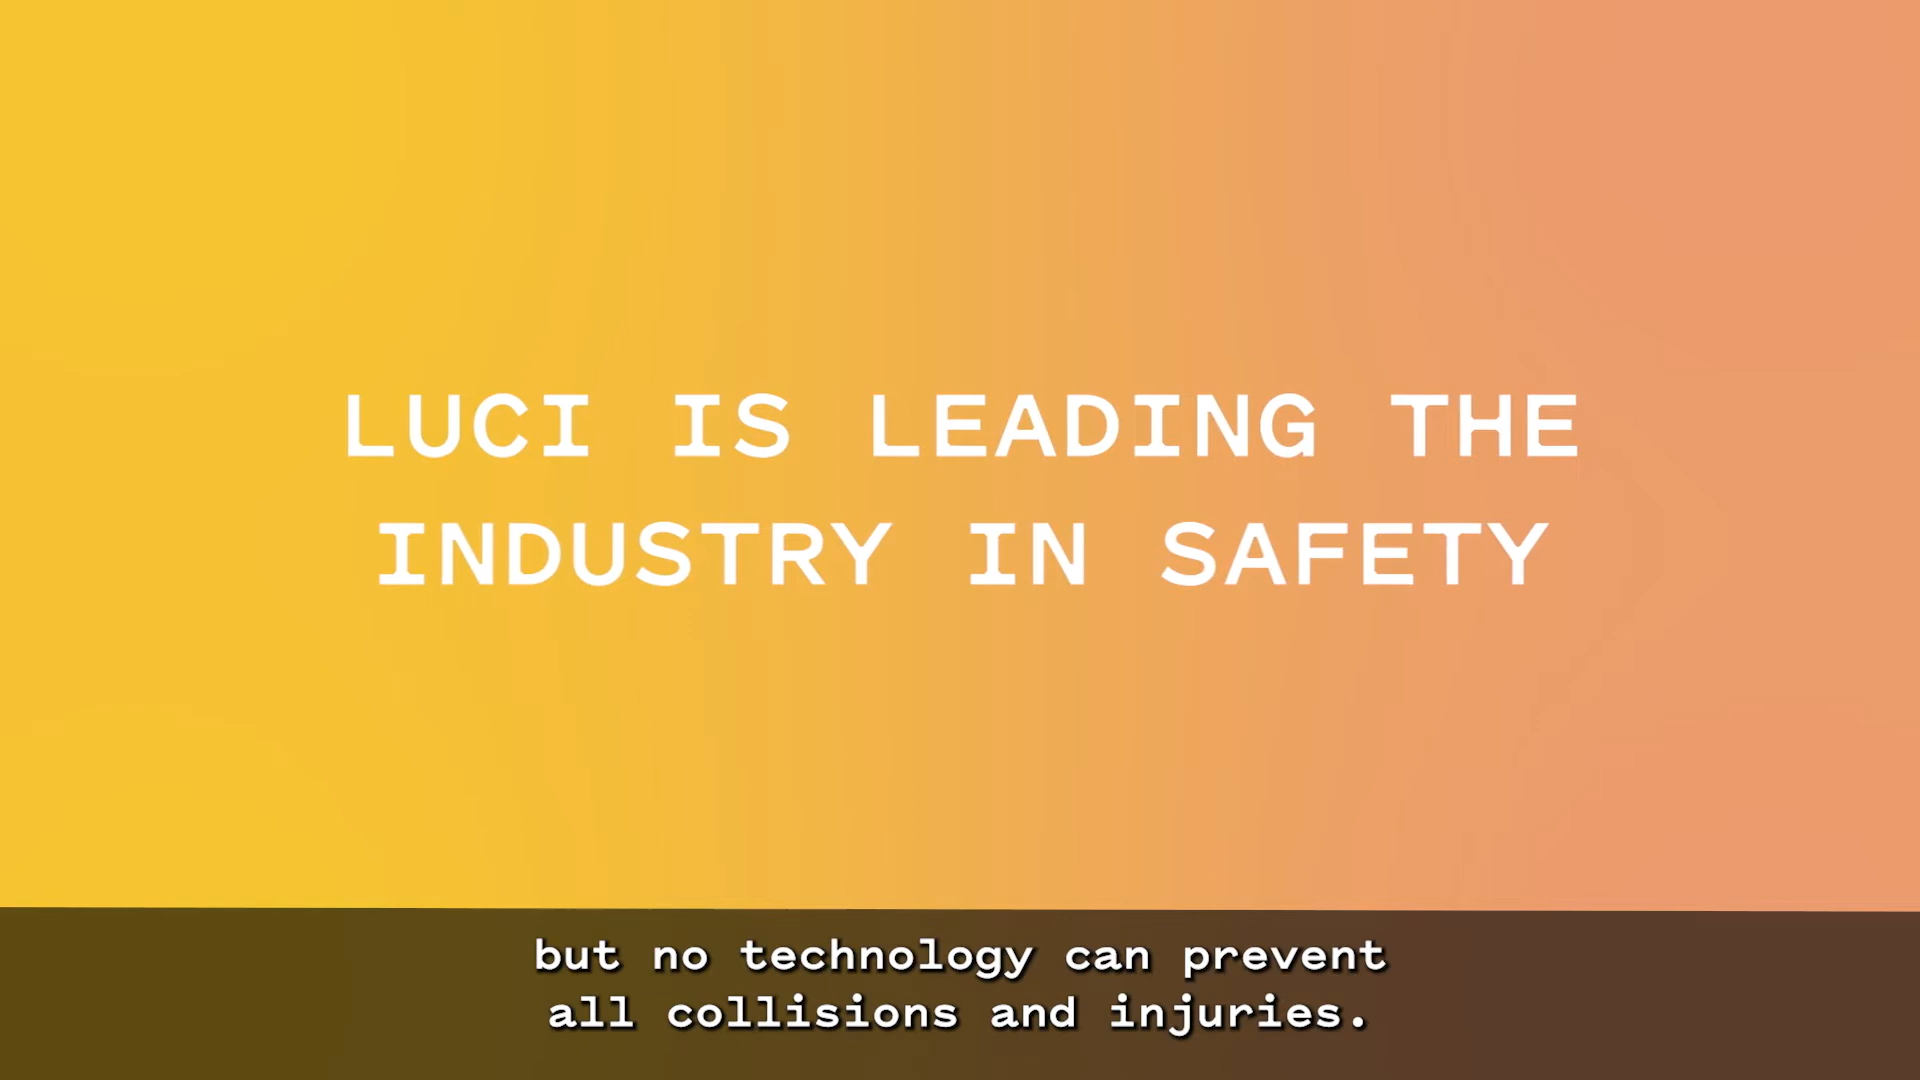 LUCI IS LEADING THE
INDUSTRY IN SAFETY
but no technology can prevent
all collisions and injuries.